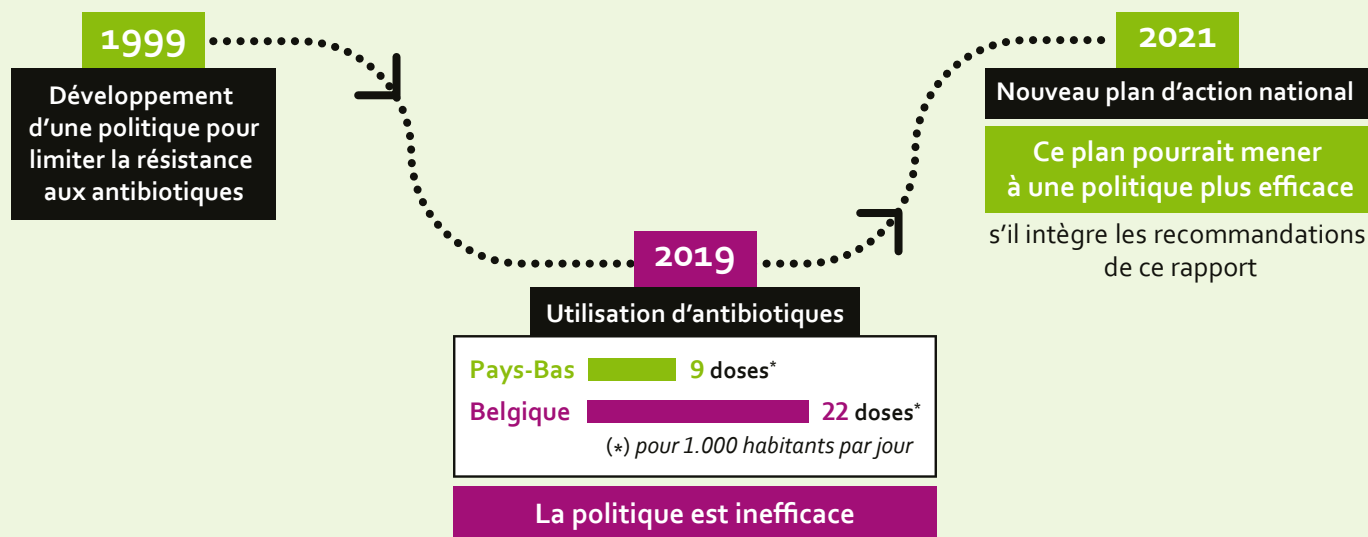 1999
Développement
d'une politique pour
limiter la résistance
aux antibiotiques
2019
Utilisation d'antibiotiques
Pays-Bas 9 doses*
Belgique 22 doses*
(*) pour 1.000 habitants par jour
La politique est inefficace
2021
Nouveau plan d'action national
Ce plan pourrait mener
à une politique plus efficace
s'il intègre les recommandations
de ce rapport